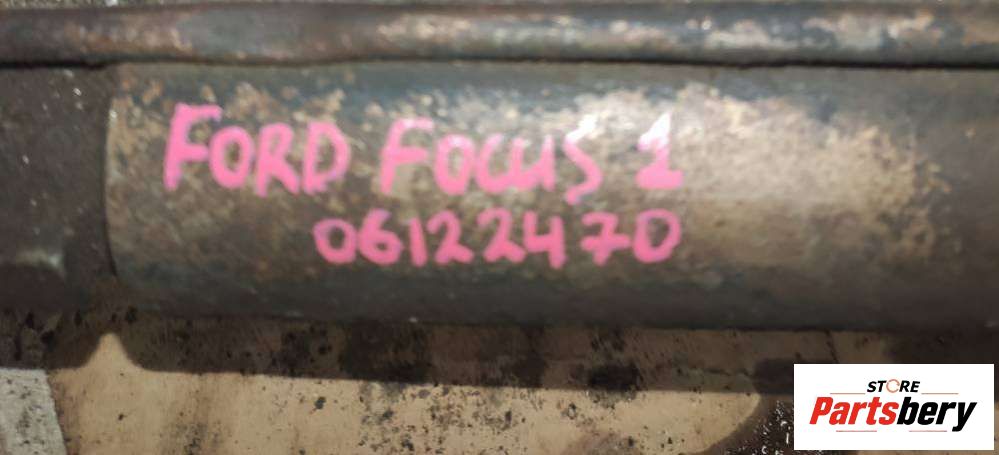 FORD FOCUS 1
06122470
STORE
Partsbery